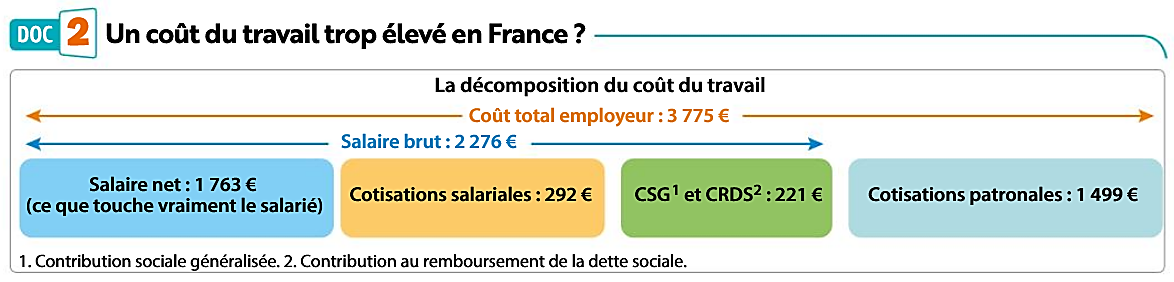 DOC 2 Un coût du travail trop élevé en France ?
La décomposition du coût du travail
Coût total employeur : 3 775 €
Salaire brut : 2 276 €
Salaire net : 1 763 €
(ce que touche vraiment le salarié)
Cotisations salariales : 292 €
CSG¹ et CRDS² : 221 €
Cotisations patronales : 1 499 €
1. Contribution sociale généralisée. 2. Contribution au remboursement de la dette sociale.